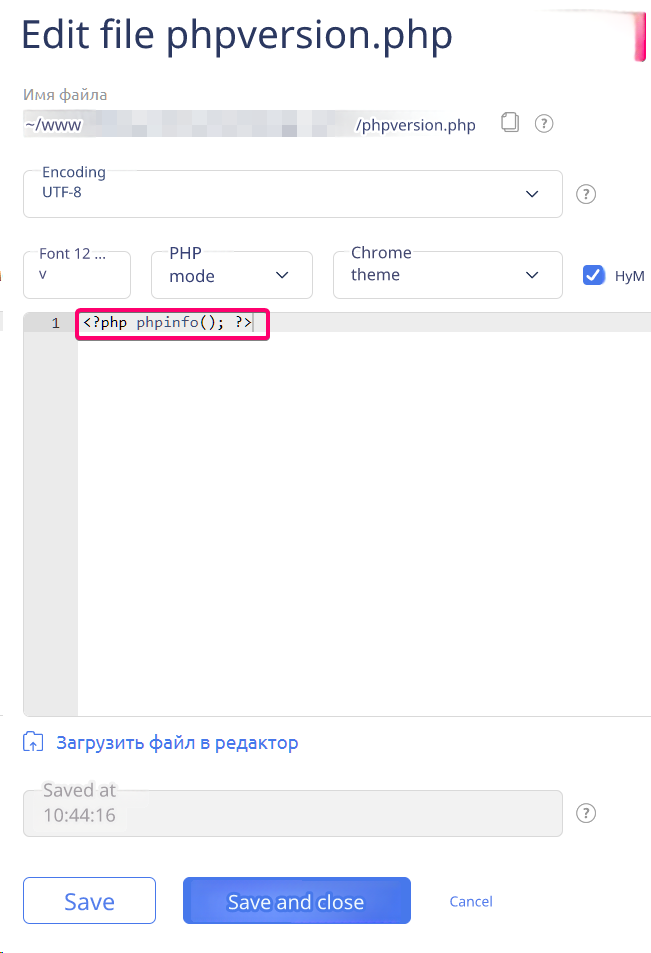 Edit file phpversion.php
Имя файла
~/www /phpversion.php
Encoding
UTF-8
Font 12 ...
v
PHP
mode
Chrome
theme
НуМ
1 <?php phpinfo(); ?>
Загрузить файл в редактор
Saved at
10:44:16
Save
Save and close
Cancel